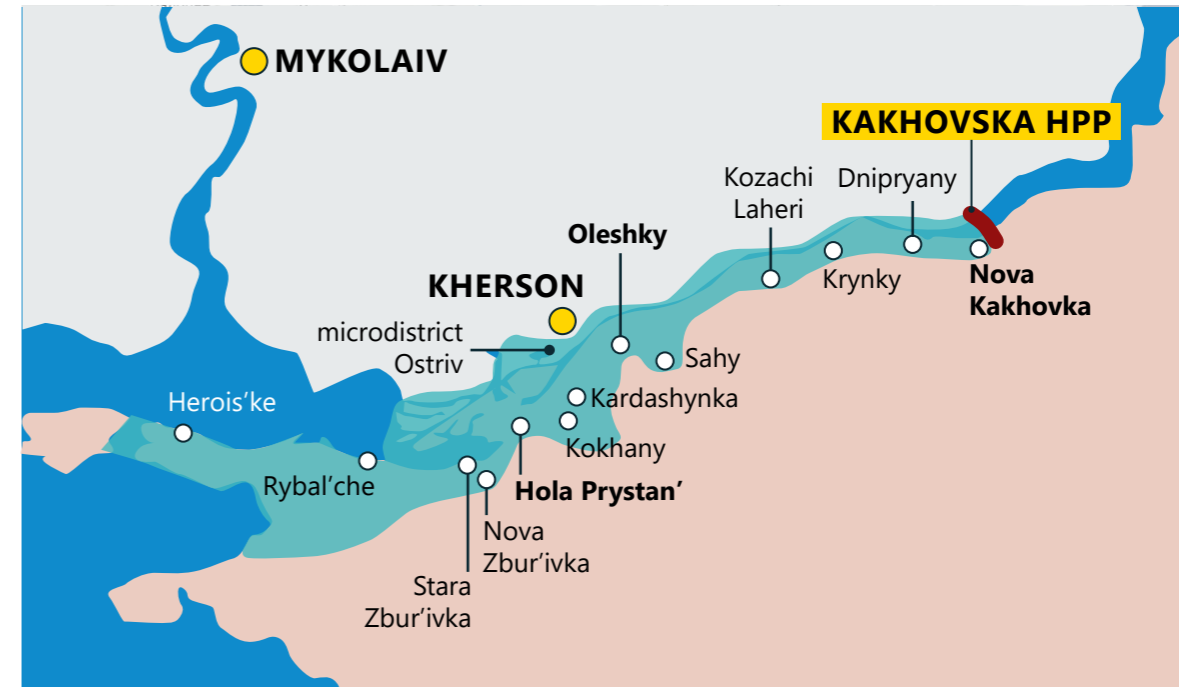 MYKOLAIV
KAKHOVSKA HPP
Kozachi
Laheri
Dnipryany
Oleshky
KHERSON
Krynky
Nova
Kakhovka
microdistrict
Ostriv
Sahy
Herois’ke
Kardashynka
Kokhany
Rybal’che
Hola Prystan’
Nova
Zbur’ivka
Stara
Zbur’ivka